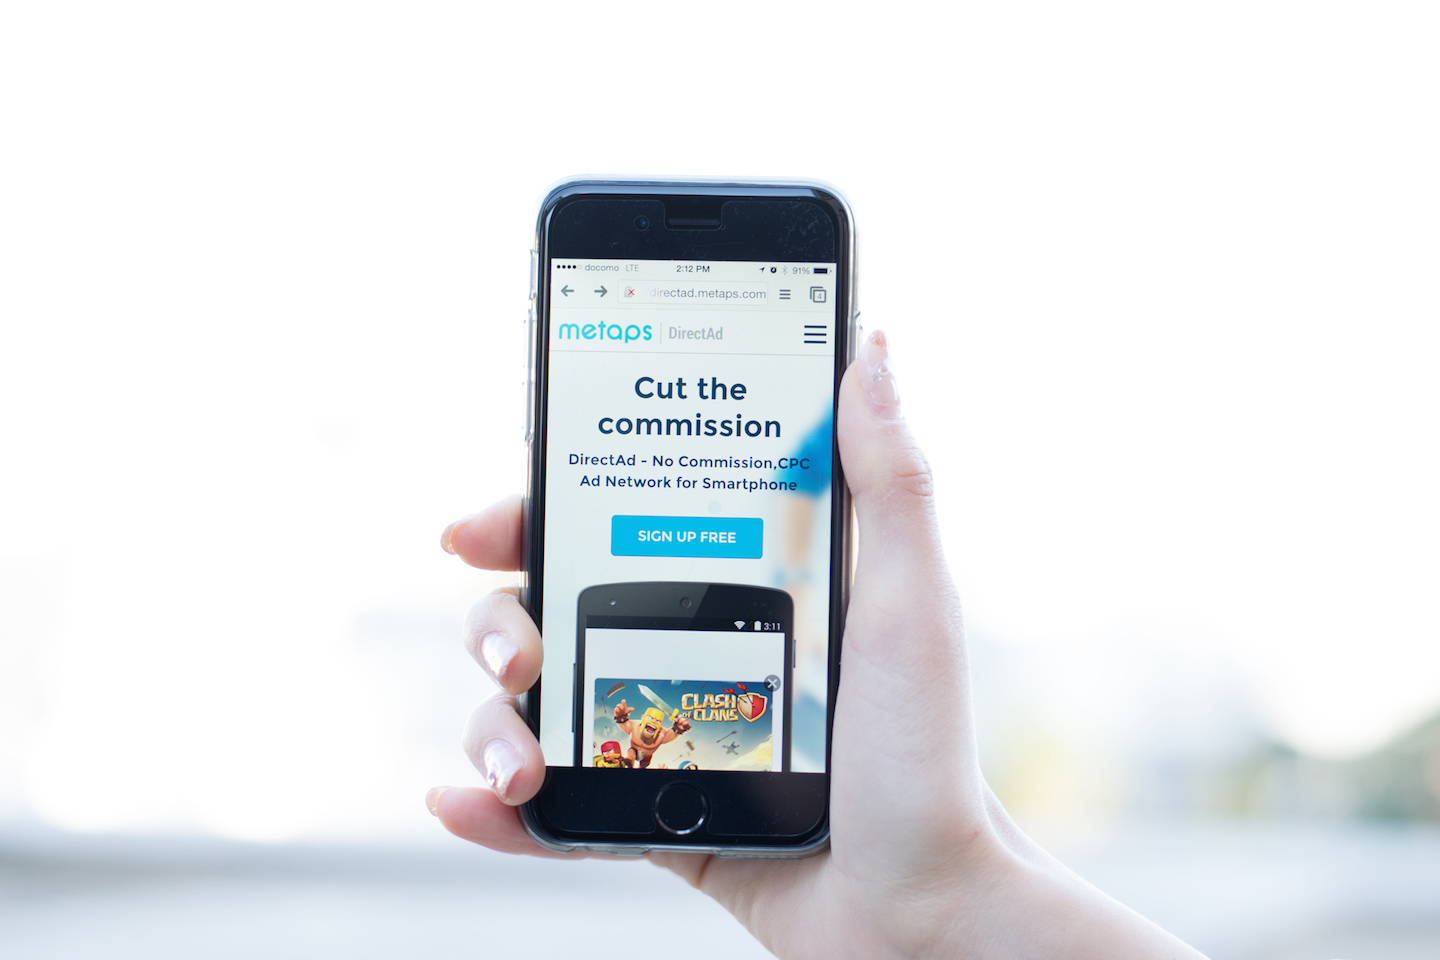 docomo LTE 2:12 PM 91%
directad.metaps.com 4
metaps DirectAd
Cut the
commission
DirectAd - No Commission,CPC
Ad Network for Smartphone
SIGN UP FREE
3:11
CLASH
OF CLANS